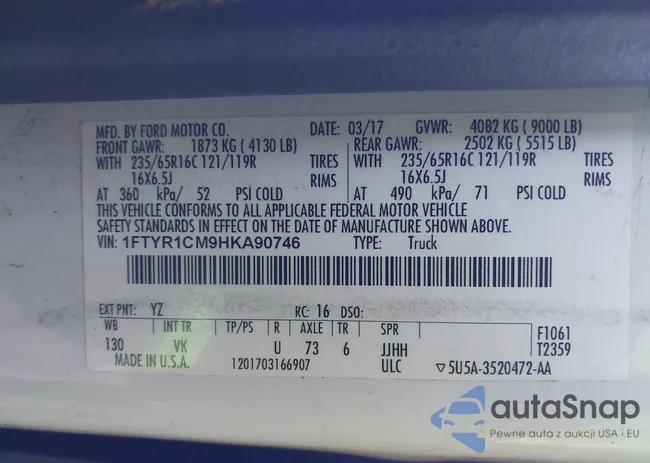 MFD. BY FORD MOTOR CO. DATE: 03/17 GVWR: 4082 KG ( 9000 LB)
FRONT GAWR: 1873 KG ( 4130 LB) REAR GAWR: 2502 KG ( 5515 LB)
WITH 235/65R16C 121/119R TIRES WITH 235/65R16C 121/119R TIRES
16X6.5J RIMS 16X6.5J RIMS
AT 360 kPa/ 52 PSI COLD AT 490 kPa/ 71 PSI COLD
THIS VEHICLE CONFORMS TO ALL APPLICABLE FEDERAL MOTOR VEHICLE
SAFETY STANDARDS IN EFFECT ON THE DATE OF MANUFACTURE SHOWN ABOVE.
VIN: 1FTYR1CM9HKA90746 TYPE: Truck
EXT PNT: YZ RC: 16 DSO:
WB INT TR TP/PS R AXLE TR SPR F1061
130 VK U 73 6 JJHH T2359
MADE IN U.S.A. 1201703166907 ULC ▽5U5A-3520472-AA
autaSnap
Pewne auta z aukcji USA i EU